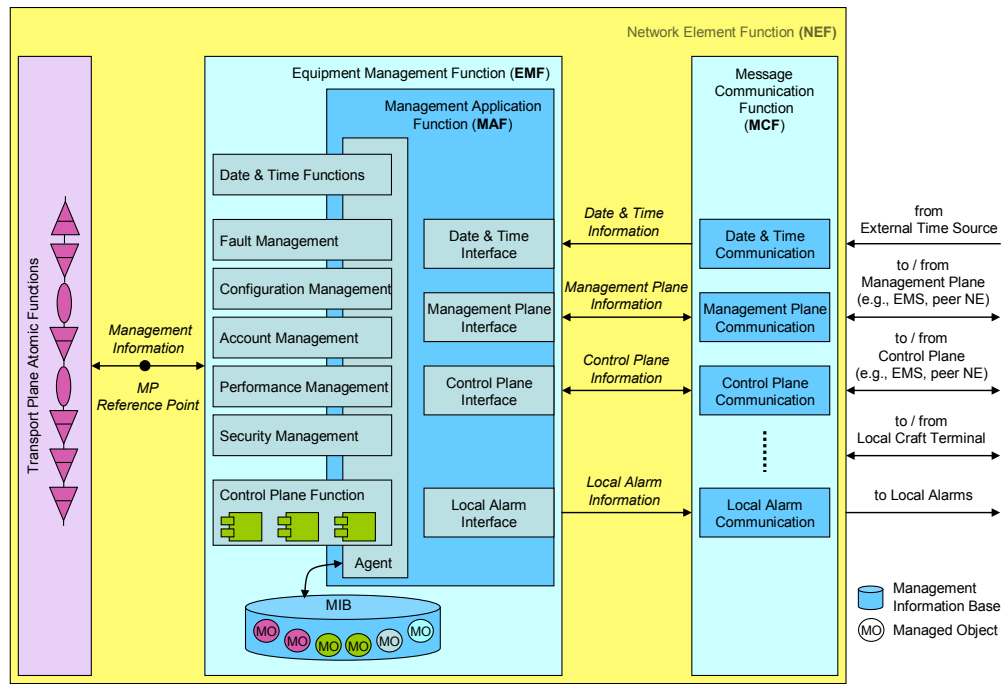 Network Element Function (NEF)
Transport Plane Atomic Functions
Management
Information
MP
Reference Point
Equipment Management Function (EMF)
Management Application
Function (MAF)
Date & Time Functions
Fault Management
Configuration Management
Account Management
Performance Management
Security Management
Control Plane Function
Agent
MIB
MO
MO
MO
MO
MO
MO
Date & Time
Interface
Management Plane
Interface
Control Plane
Interface
Local Alarm
Interface
Date & Time
Information
Management Plane
Information
Control Plane
Information
Local Alarm
Information
Message
Communication
Function
(MCF)
Date & Time
Communication
Management Plane
Communication
Control Plane
Communication
Local Alarm
Communication
from
External Time Source
to / from
Management Plane
(e.g., EMS, peer NE)
to / from
Control Plane
(e.g., EMS, peer NE)
to / from
Local Craft Terminal
to Local Alarms
Management
Information Base
MO
Managed Object